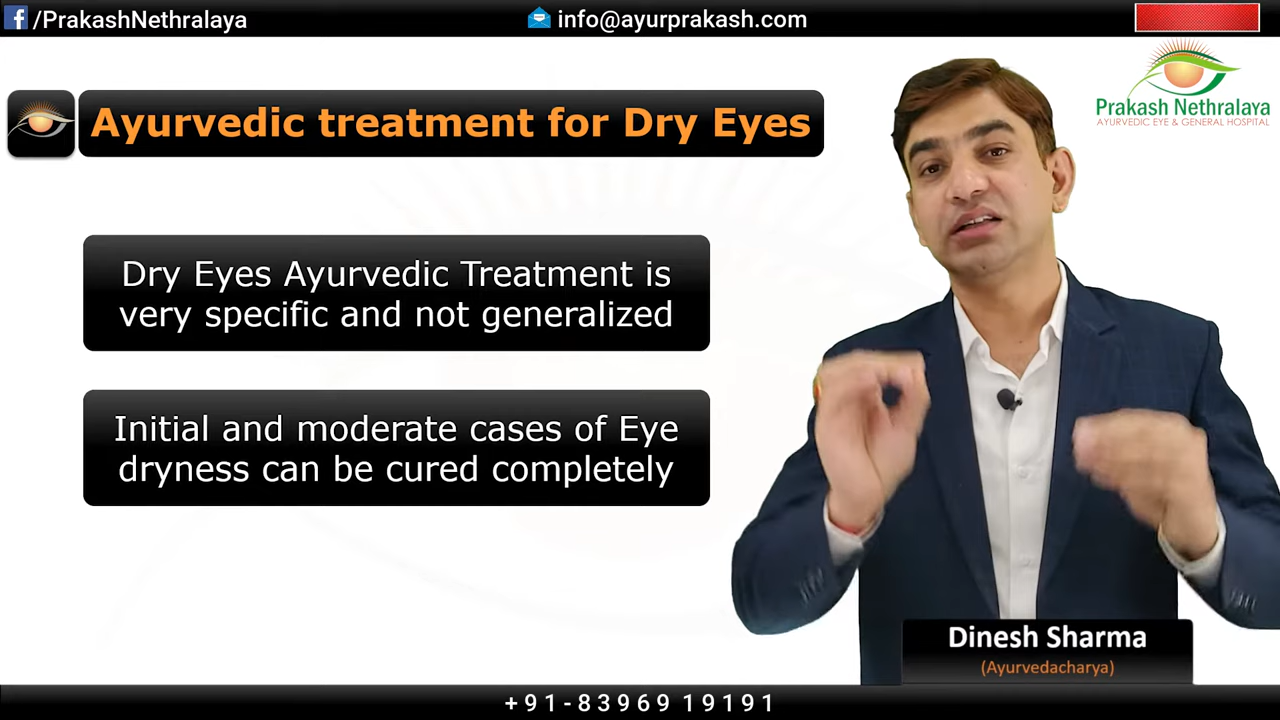 /PrakashNethralaya
info@ayurprakash.com
Prakash Nethralaya
AYURVEDIC EYE & GENERAL HOSPITAL
Ayurvedic treatment for Dry Eyes
Dry Eyes Ayurvedic Treatment is
very specific and not generalized
Initial and moderate cases of Eye
dryness can be cured completely
Dinesh Sharma
(Ayurvedacharya)
+91-83969 19191